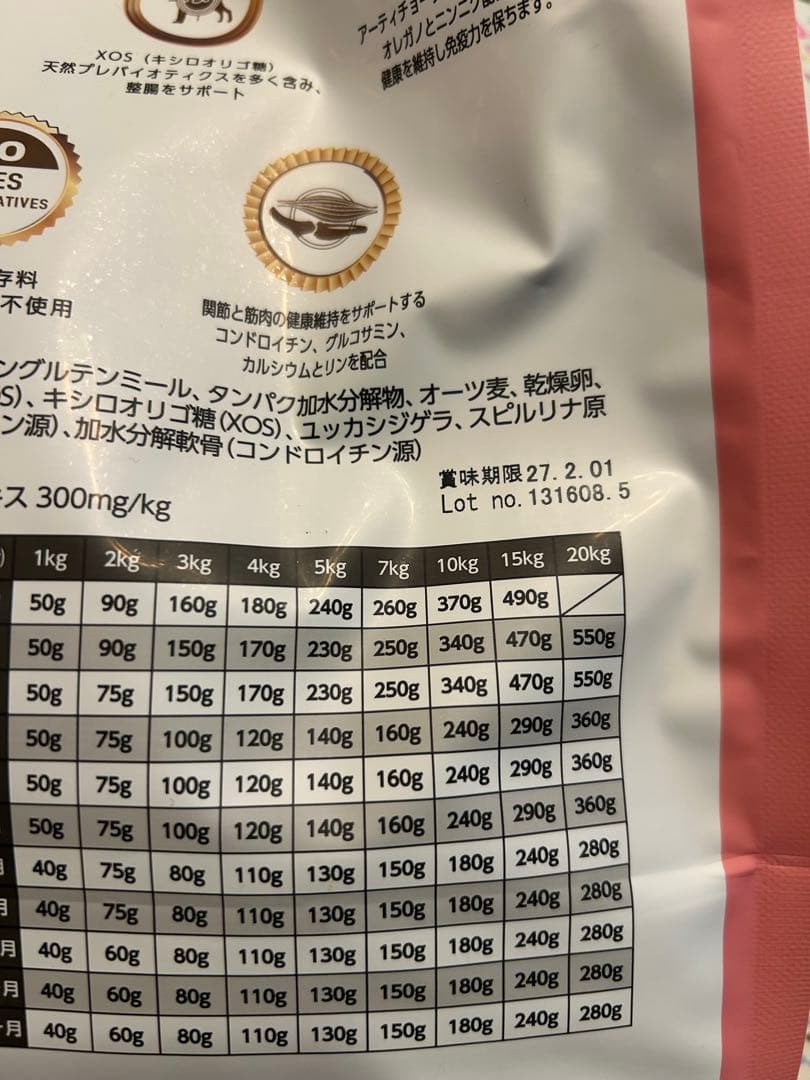 アーティチョー
オレガノとニンニク配
健康を維持し免疫力を保ちます。
XOS（キシロオリゴ糖）
天然プレバイオティクスを多く含み、
整腸をサポート
ATIVES
存料
不使用
関節と筋肉の健康維持をサポートする
コンドロイチン、グルコサミン、
カルシウムとリンを配合
ングルテンミール、タンパク加水分解物、オーツ麦、乾燥卵、
S)、キシロオリゴ糖(XOS)、ユッカシジゲラ、スピルリナ原
ン源)、加水分解軟骨(コンドロイチン源)
賞味期限27.2.01
Lot no.131608.5
キス 300mg/kg
1kg 2kg 3kg 4kg 5kg 7kg 10kg 15kg 20kg
50g 90g 160g 180g 240g 260g 370g 490g
50g 90g 150g 170g 230g 250g 340g 470g 550g
50g 75g 150g 170g 230g 250g 340g 470g 550g
50g 75g 100g 120g 140g 160g 240g 290g 360g
50g 75g 100g 120g 140g 160g 240g 290g 360g
50g 75g 100g 120g 140g 160g 240g 290g 360g
月 40g 75g 80g 110g 130g 150g 180g 240g 280g
月 40g 75g 80g 110g 130g 150g 180g 240g 280g
月 40g 60g 80g 110g 130g 150g 180g 240g 280g
月 40g 60g 80g 110g 130g 150g 180g 240g 280g
月 40g 60g 80g 110g 130g 150g 180g 240g 280g